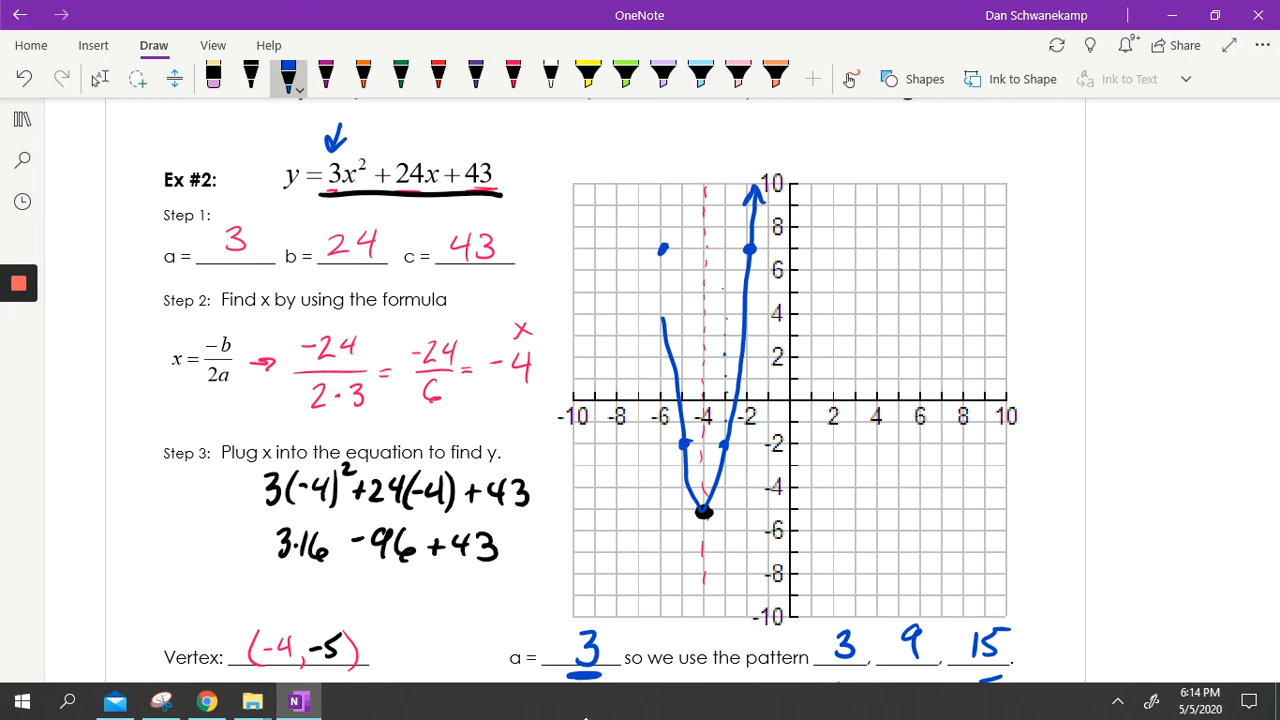 OneNote
Dan Schwanekamp
Home Insert Draw View Help
Share
Shapes Ink to Shape Ink to Text
Ex #2: y = 3x² + 24x + 43
Step 1:
a = 3 b = 24 c = 43
Step 2: Find x by using the formula
x = -b/2a → -24/2·3 = -24/6 = -4
x
Step 3: Plug x into the equation to find y.
3(-4)²+24(-4)+43
3·16 -96+43
Vertex: (-4, -5)
10
8
6
4
2
-10 -8 -6 -4 -2 2 4 6 8 10
-2
-4
-6
-8
-10
a = 3 so we use the pattern 3, 9, 15.
6:14 PM
5/5/2020